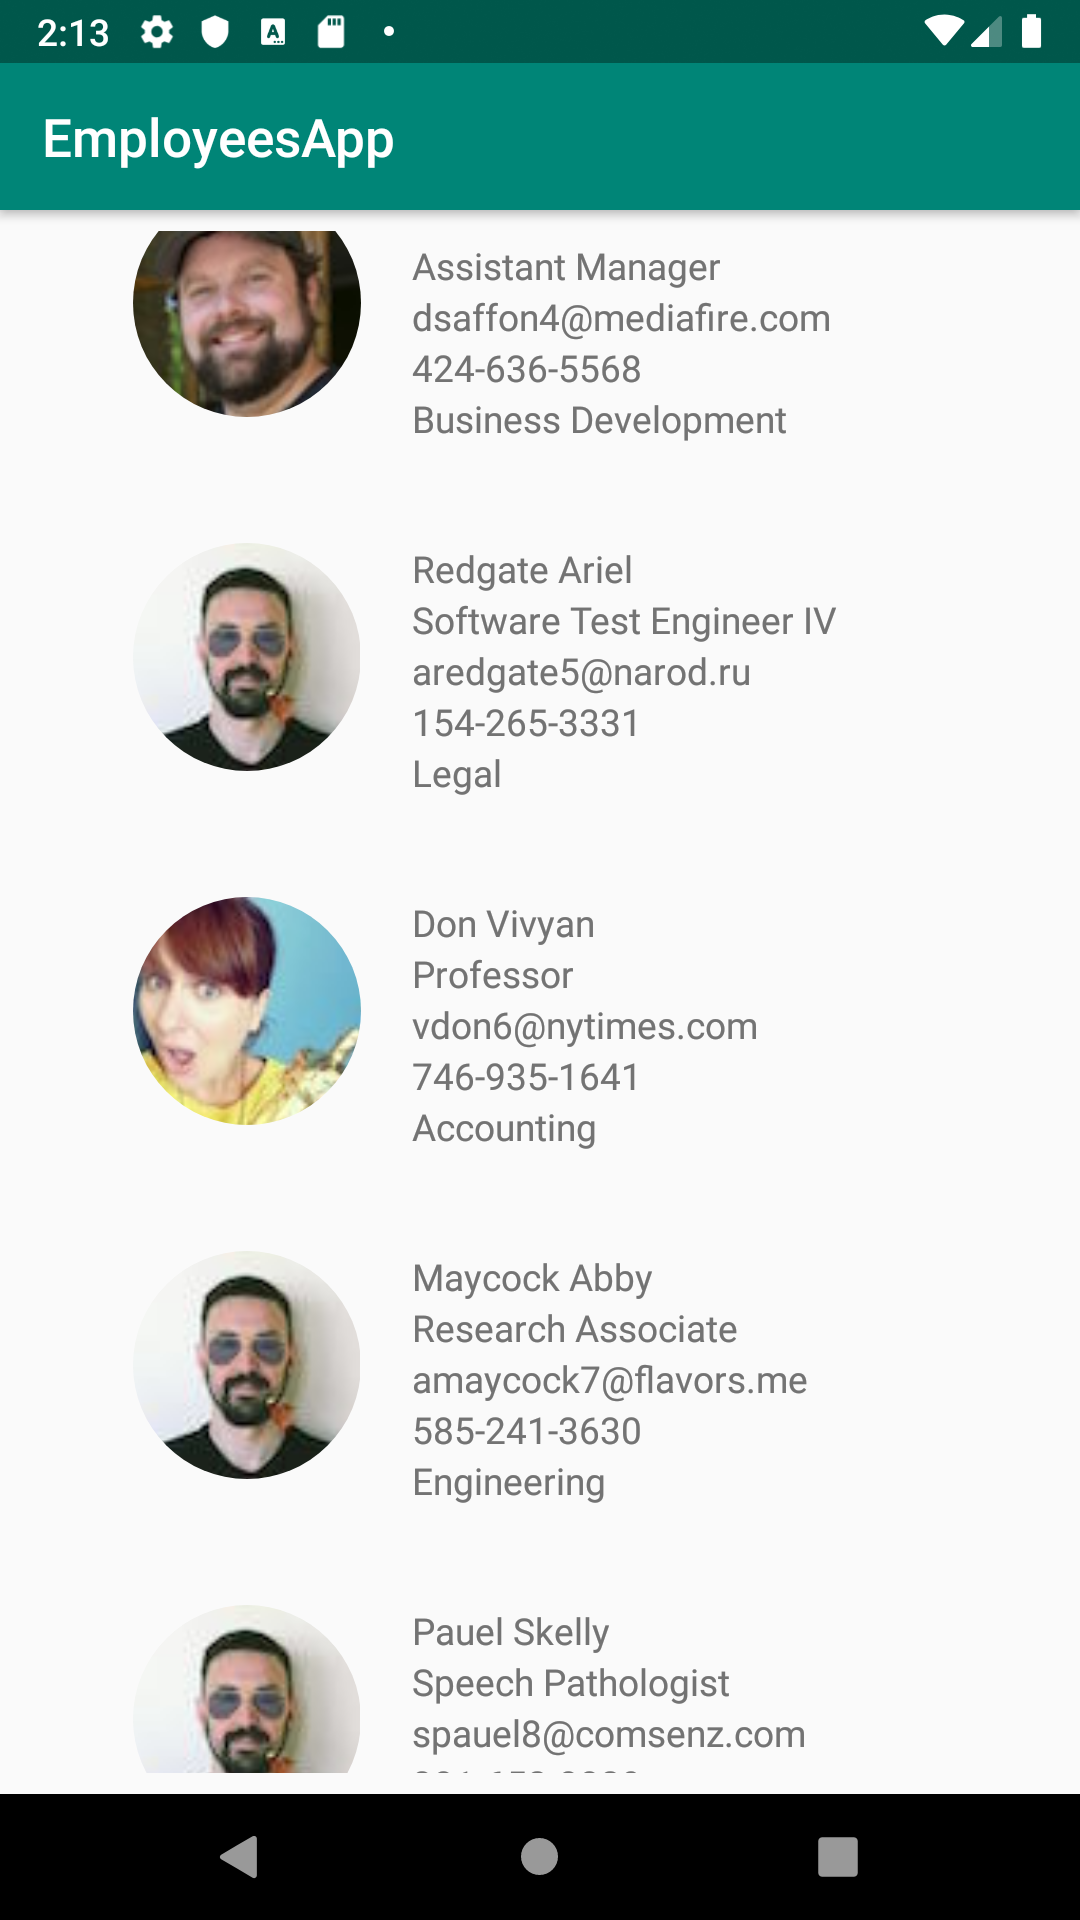 2:13
EmployeesApp
Assistant Manager
dsaffon4@mediafire.com
424-636-5568
Business Development
Redgate Ariel
Software Test Engineer IV
aredgate5@narod.ru
154-265-3331
Legal
Don Vivyan
Professor
vdon6@nytimes.com
746-935-1641
Accounting
Maycock Abby
Research Associate
amaycock7@flavors.me
585-241-3630
Engineering
Pauel Skelly
Speech Pathologist
spauel8@comsenz.com